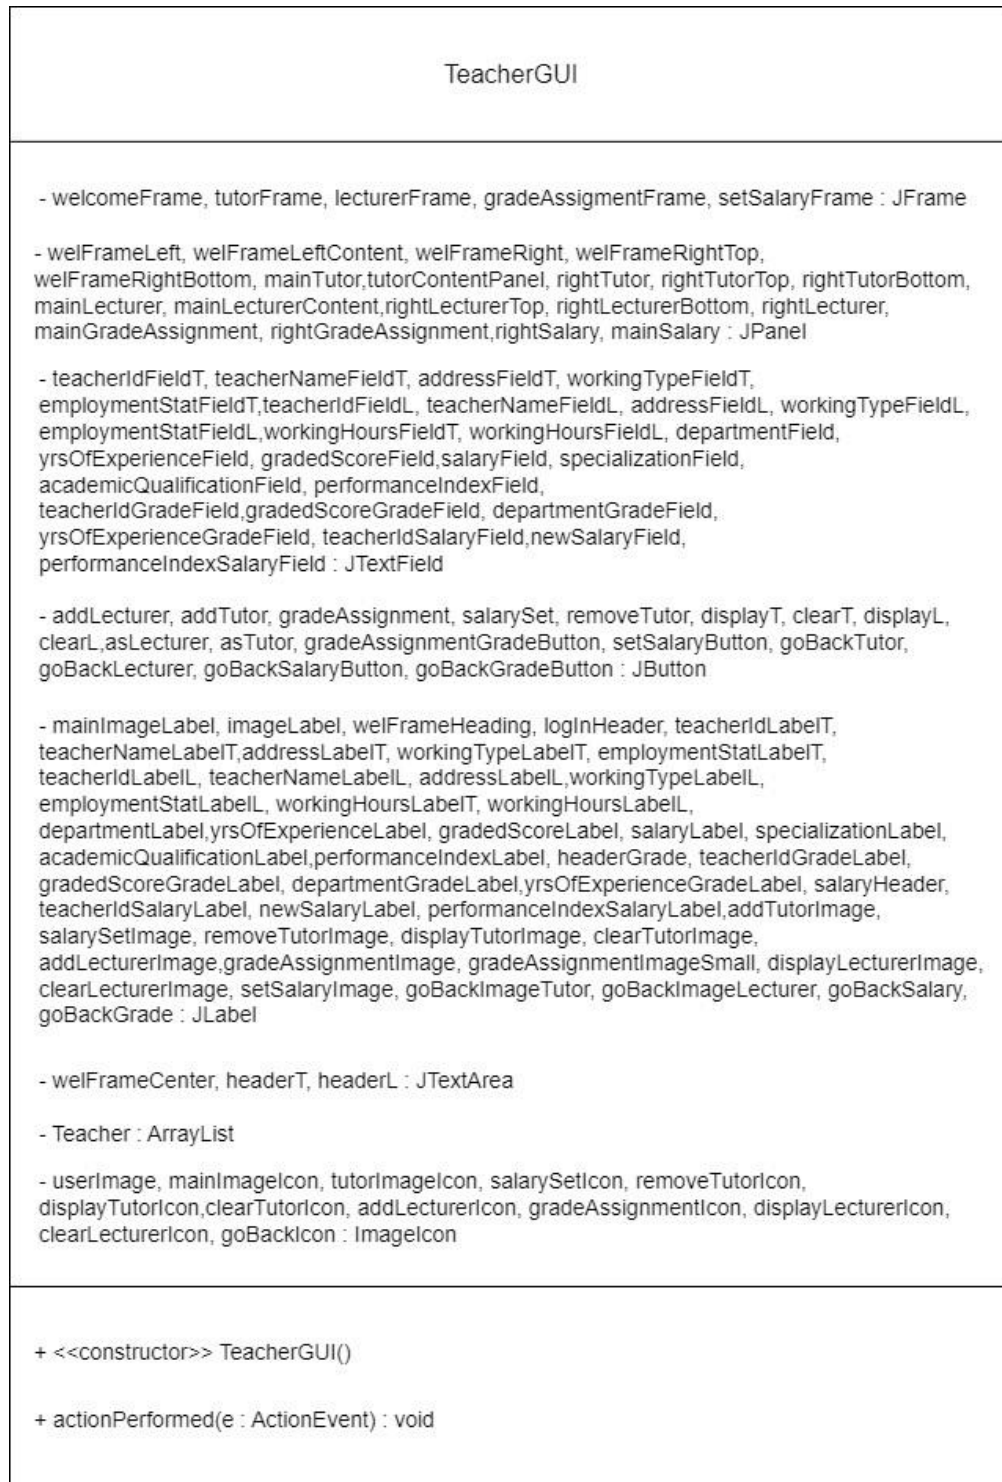 TeacherGUI
- welcomeFrame, tutorFrame, lecturerFrame, gradeAssigmentFrame, setSalaryFrame : JFrame
- welFrameLeft, welFrameLeftContent, welFrameRight, welFrameRightTop,
welFrameRightBottom, mainTutor,tutorContentPanel, rightTutor, rightTutorTop, rightTutorBottom,
mainLecturer, mainLecturerContent,rightLecturerTop, rightLecturerBottom, rightLecturer,
mainGradeAssignment, rightGradeAssignment,rightSalary, mainSalary : JPanel
- teacherIdFieldT, teacherNameFieldT, addressFieldT, workingTypeFieldT,
employmentStatFieldT,teacherIdFieldL, teacherNameFieldL, addressFieldL, workingTypeFieldL,
employmentStatFieldL,workingHoursFieldT, workingHoursFieldL, departmentField,
yrsOfExperienceField, gradedScoreField,salaryField, specializationField,
academicQualificationField, performanceIndexField,
teacherIdGradeField,gradedScoreGradeField, departmentGradeField,
yrsOfExperienceGradeField, teacherIdSalaryField,newSalaryField,
performanceIndexSalaryField : JTextField
- addLecturer, addTutor, gradeAssignment, salarySet, removeTutor, displayT, clearT, displayL,
clearL,asLecturer, asTutor, gradeAssignmentGradeButton, setSalaryButton, goBackTutor,
goBackLecturer, goBackSalaryButton, goBackGradeButton : JButton
- mainImageLabel, imageLabel, welFrameHeading, logInHeader, teacherIdLabelT,
teacherNameLabelT,addressLabelT, workingTypeLabelT, employmentStatLabelT,
teacherIdLabelL, teacherNameLabelL, addressLabelL,workingTypeLabelL,
employmentStatLabelL, workingHoursLabelT, workingHoursLabelL,
departmentLabel,yrsOfExperienceLabel, gradedScoreLabel, salaryLabel, specializationLabel,
academicQualificationLabel,performanceIndexLabel, headerGrade, teacherIdGradeLabel,
gradedScoreGradeLabel, departmentGradeLabel,yrsOfExperienceGradeLabel, salaryHeader,
teacherIdSalaryLabel, newSalaryLabel, performanceIndexSalaryLabel,addTutorImage,
salarySetImage, removeTutorImage, displayTutorImage, clearTutorImage,
addLecturerImage,gradeAssignmentImage, gradeAssignmentImageSmall, displayLecturerImage,
clearLecturerImage, setSalaryImage, goBackImageTutor, goBackImageLecturer, goBackSalary,
goBackGrade : JLabel
- welFrameCenter, headerT, headerL : JTextArea
- Teacher : ArrayList
- userImage, mainImageIcon, tutorImageIcon, salarySetIcon, removeTutorIcon,
displayTutorIcon,clearTutorIcon, addLecturerIcon, gradeAssignmentIcon, displayLecturerIcon,
clearLecturerIcon, goBackIcon : ImageIcon
+ <<constructor>> TeacherGUI()
+ actionPerformed(e : ActionEvent) : void